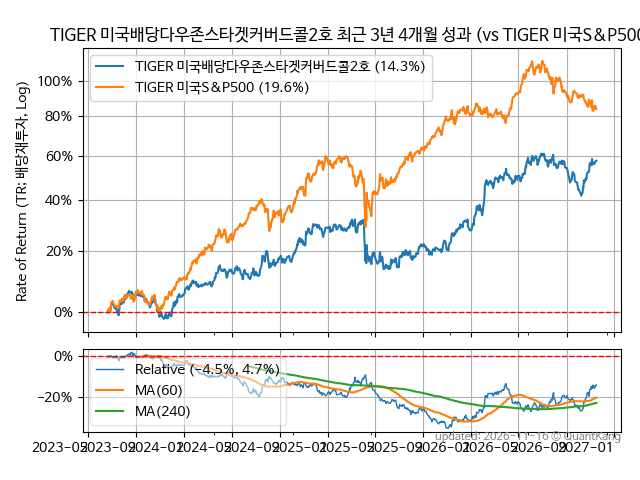 TIGER 미국배당다우존스타겟커버드콜2호 최근 3년 4개월 성과 (vs TIGER 미국S&P500
TIGER 미국배당다우존스타겟커버드콜2호 (14.3%)
TIGER 미국S&P500 (19.6%)
Rate of Return (TR: 배당재투자, Log)
100%
80%
60%
40%
20%
0%
0%
−20%
Relative (−4.5%, 4.7%)
MA(60)
MA(240)
updated: 2026-11-16 © QuantKang
2023-05 2023-09 2024-01 2024-05 2024-09 2025-01 2025-05 2025-09 2026-01 2026-05 2026-09 2027-01